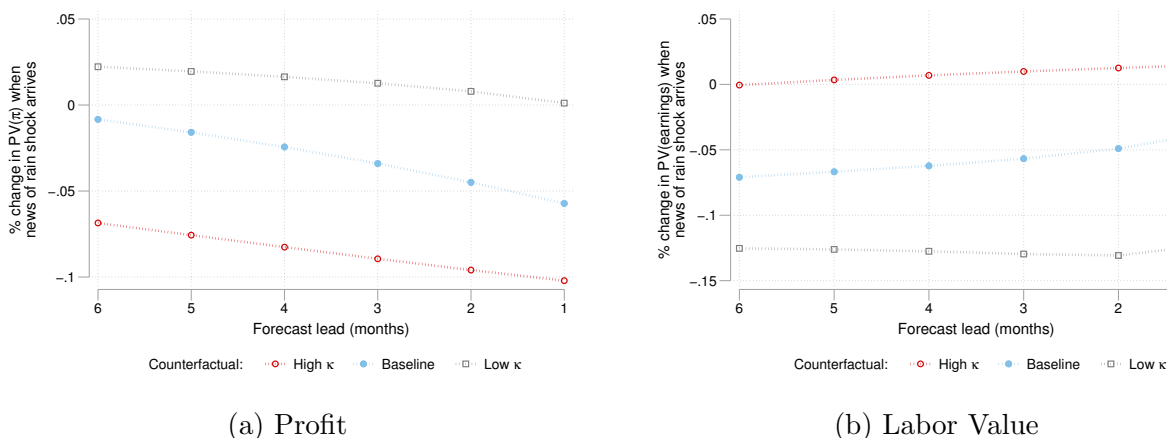 % change in PV(π) when
news of rain shock arrives
.05
0
-.05
-.1
6 5 4 3 2 1
Forecast lead (months)
Counterfactual: High κ Baseline Low κ
(a) Profit
% change in PV(earnings) when
news of rain shock arrives
.05
0
-.05
-.1
-.15
6 5 4 3 2
Forecast lead (months)
Counterfactual: High κ Baseline Low κ
(b) Labor Value